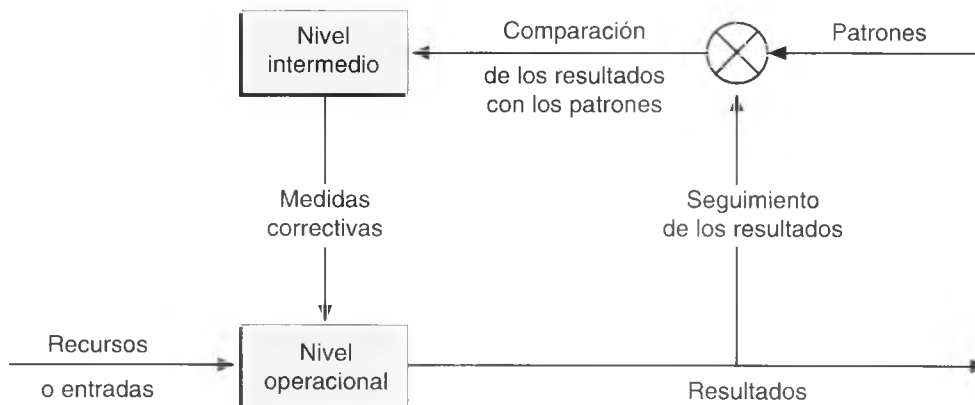 Nivel
intermedio
Comparación
de los resultados
con los patrones
Patrones
Medidas
correctivas
Seguimiento
de los resultados
Recursos
o entradas
Nivel
operacional
Resultados